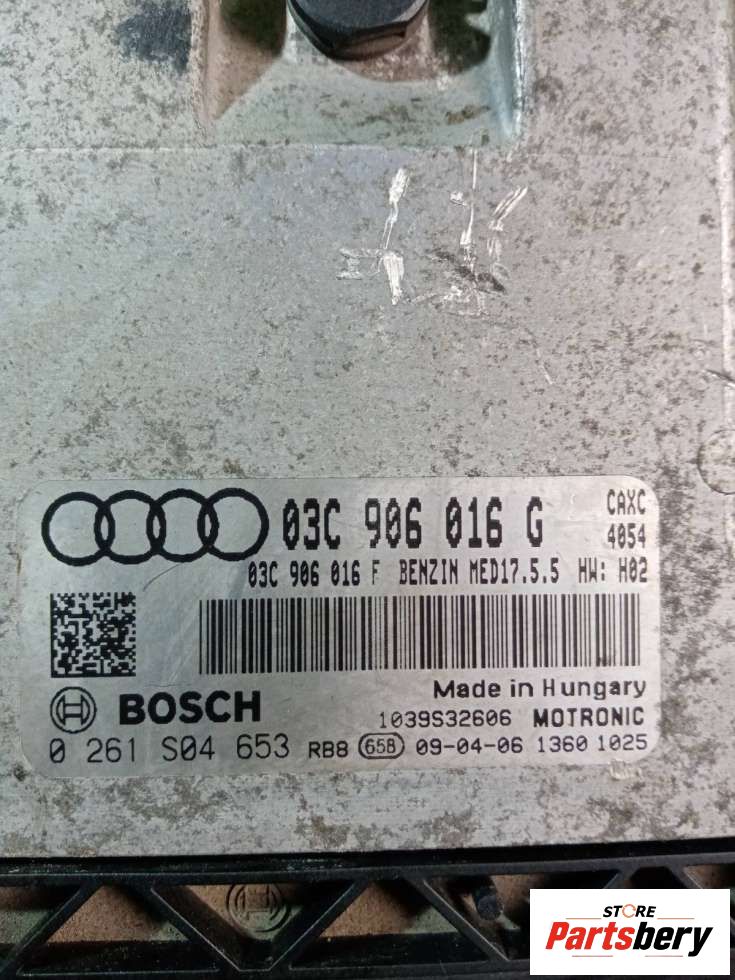 03C 906 016 G CAXC
4054
03C 906 016 F BENZIN MED17.5.5 HW: H02
Made in Hungary
BOSCH 1039S32606 MOTRONIC
0 261 S04 653 RB8 658 09-04-06 1360 1025
STORE
Partsbery